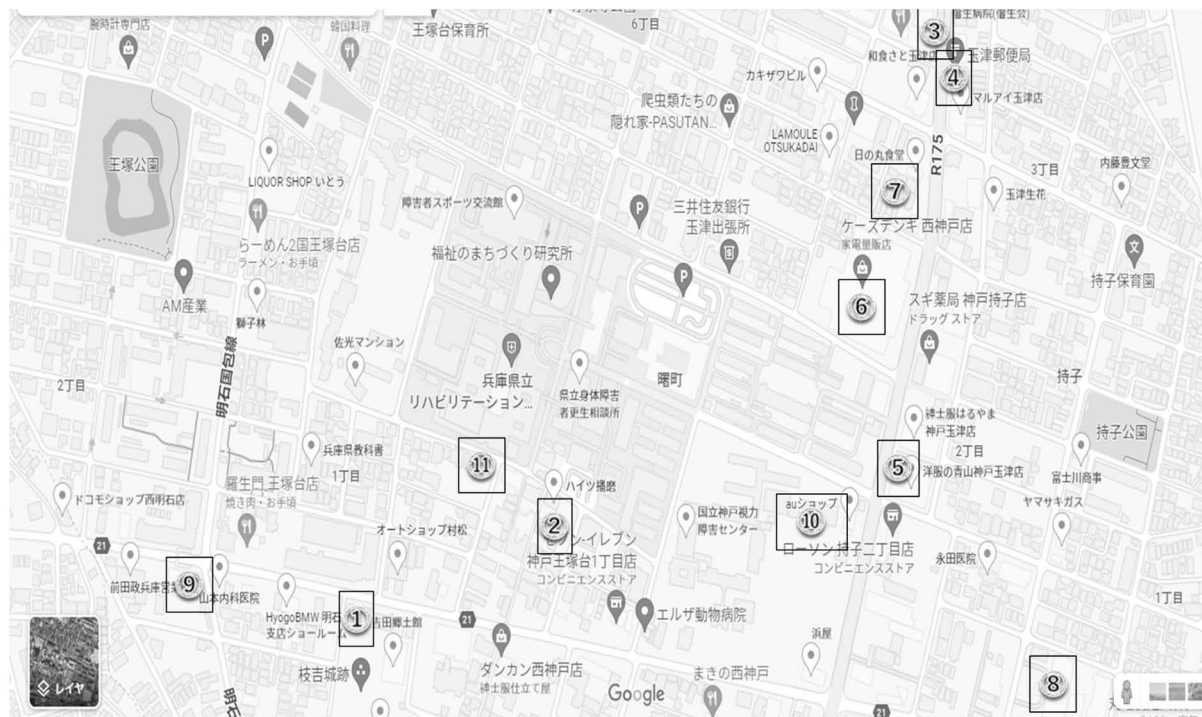 腕時計専門店
韓国料理
王塚台保育所
6丁目
③
和食さと玉津店
玉津郵便局
④
マルアイ玉津店
カキザワビル
爬虫類たちの
隠れ家-PASUTAN...
LAMOULE
OTSUKADAI
日の丸食堂
R175
3丁目
内藤豊文堂
王塚公園
LIQUOR SHOP いとう
障害者スポーツ交流館
三井住友銀行
玉津出張所
⑦
玉津生花
ケーズデンキ 西神戸店
家電量販店
らーめん2国王塚台店
ラーメン・お手頃
福祉のまちづくり研究所
持子保育園
AM産業
獅子林
⑥
スギ薬局 神戸持子店
ドラッグ ストア
明石国包線
佐光マンション
兵庫県立
リハビリテーション...
県立身体障害
者更生相談所
曙町
持子
2丁目
紳士服はるやま
神戸玉津店
持子公園
兵庫県教科書
1丁目
⑪
⑤
2丁目
洋服の青山神戸玉津店
富士川商事
羅生門 王塚台店
焼き肉・お手頃
ドコモショップ西明石店
ハイツ播磨
auショップ
⑩
ヤマサキガス
オートショップ村松
②
セブン-イレブン
神戸王塚台1丁目店
コンビニエンスストア
国立神戸視力
障害センター
ローソン 持子二丁目店
コンビニエンスストア
永田医院
21
⑨
山本内科医院
HyogoBMW 明石
支店ショールーム
①
21
エルザ動物病院
1丁目
浜屋
枝吉城跡
ダンカン西神戸店
紳士服仕立て屋
まきの西神戸
⑧
レイヤ
Google
21